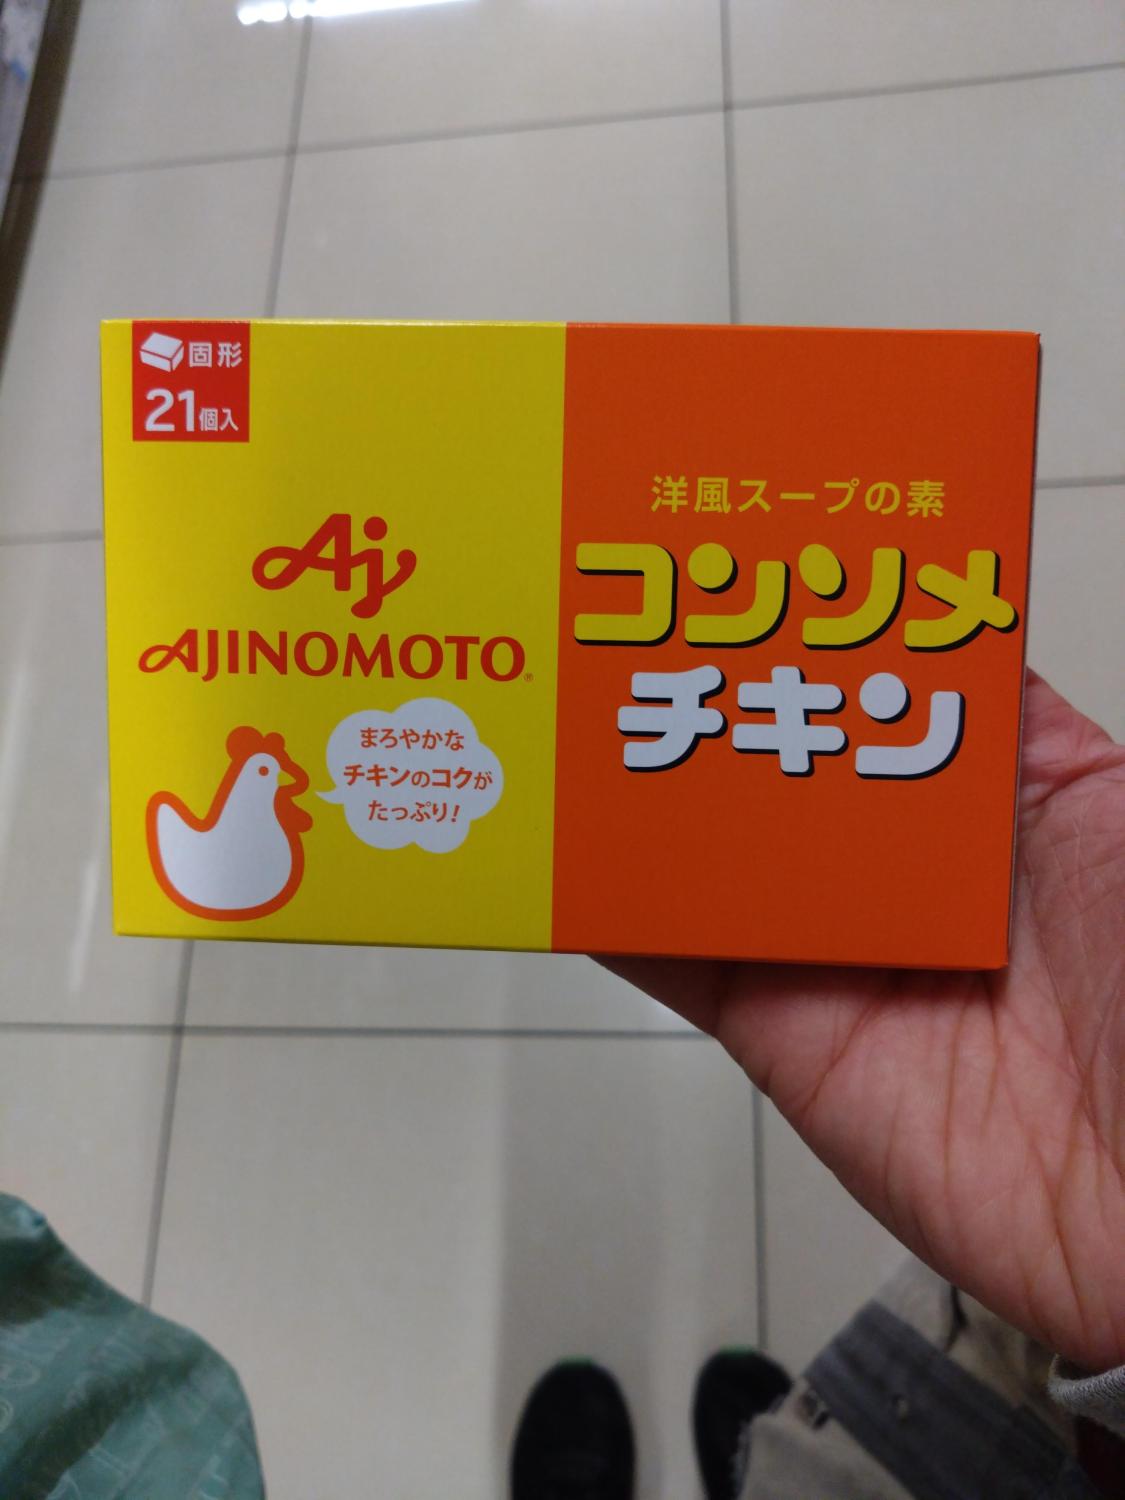 固形
21個入
Aj
AJINOMOTO®
まろやかな
チキンのコクが
たっぷり!
洋風スープの素
コンソメ
チキン